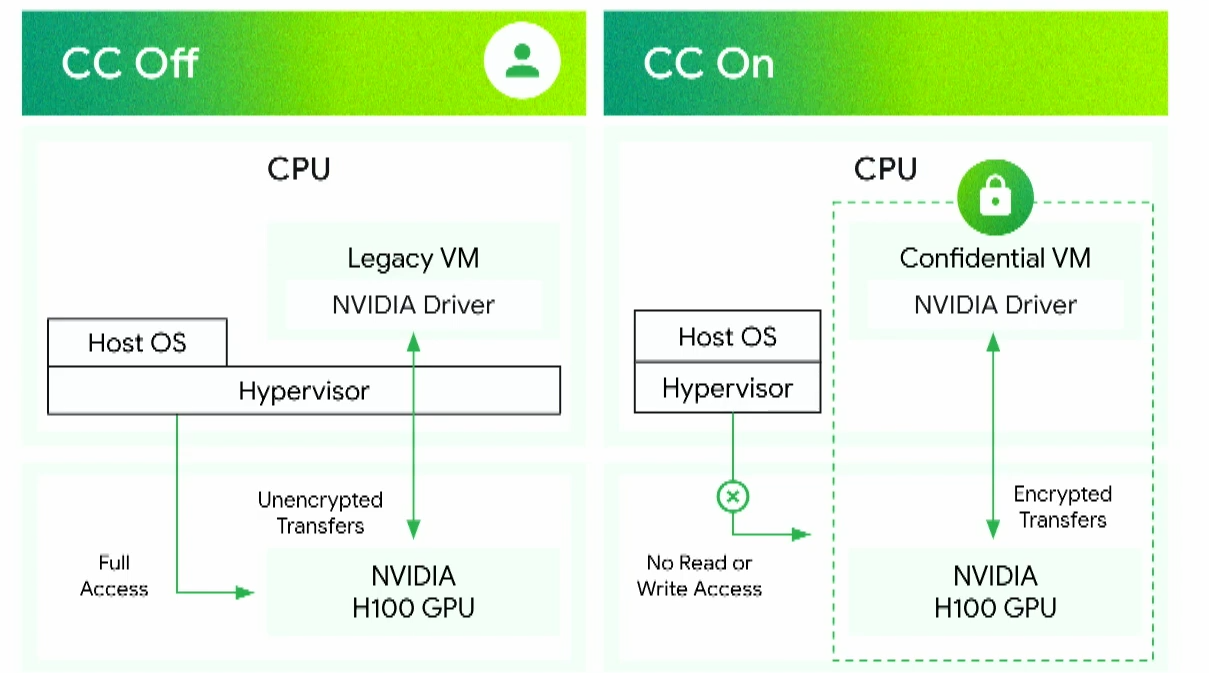 CC Off
CPU
Legacy VM
NVIDIA Driver
Host OS
Hypervisor
Unencrypted
Transfers
Full
Access
NVIDIA
H100 GPU
CC On
CPU
Confidential VM
NVIDIA Driver
Host OS
Hypervisor
Encrypted
Transfers
No Read or
Write Access
NVIDIA
H100 GPU